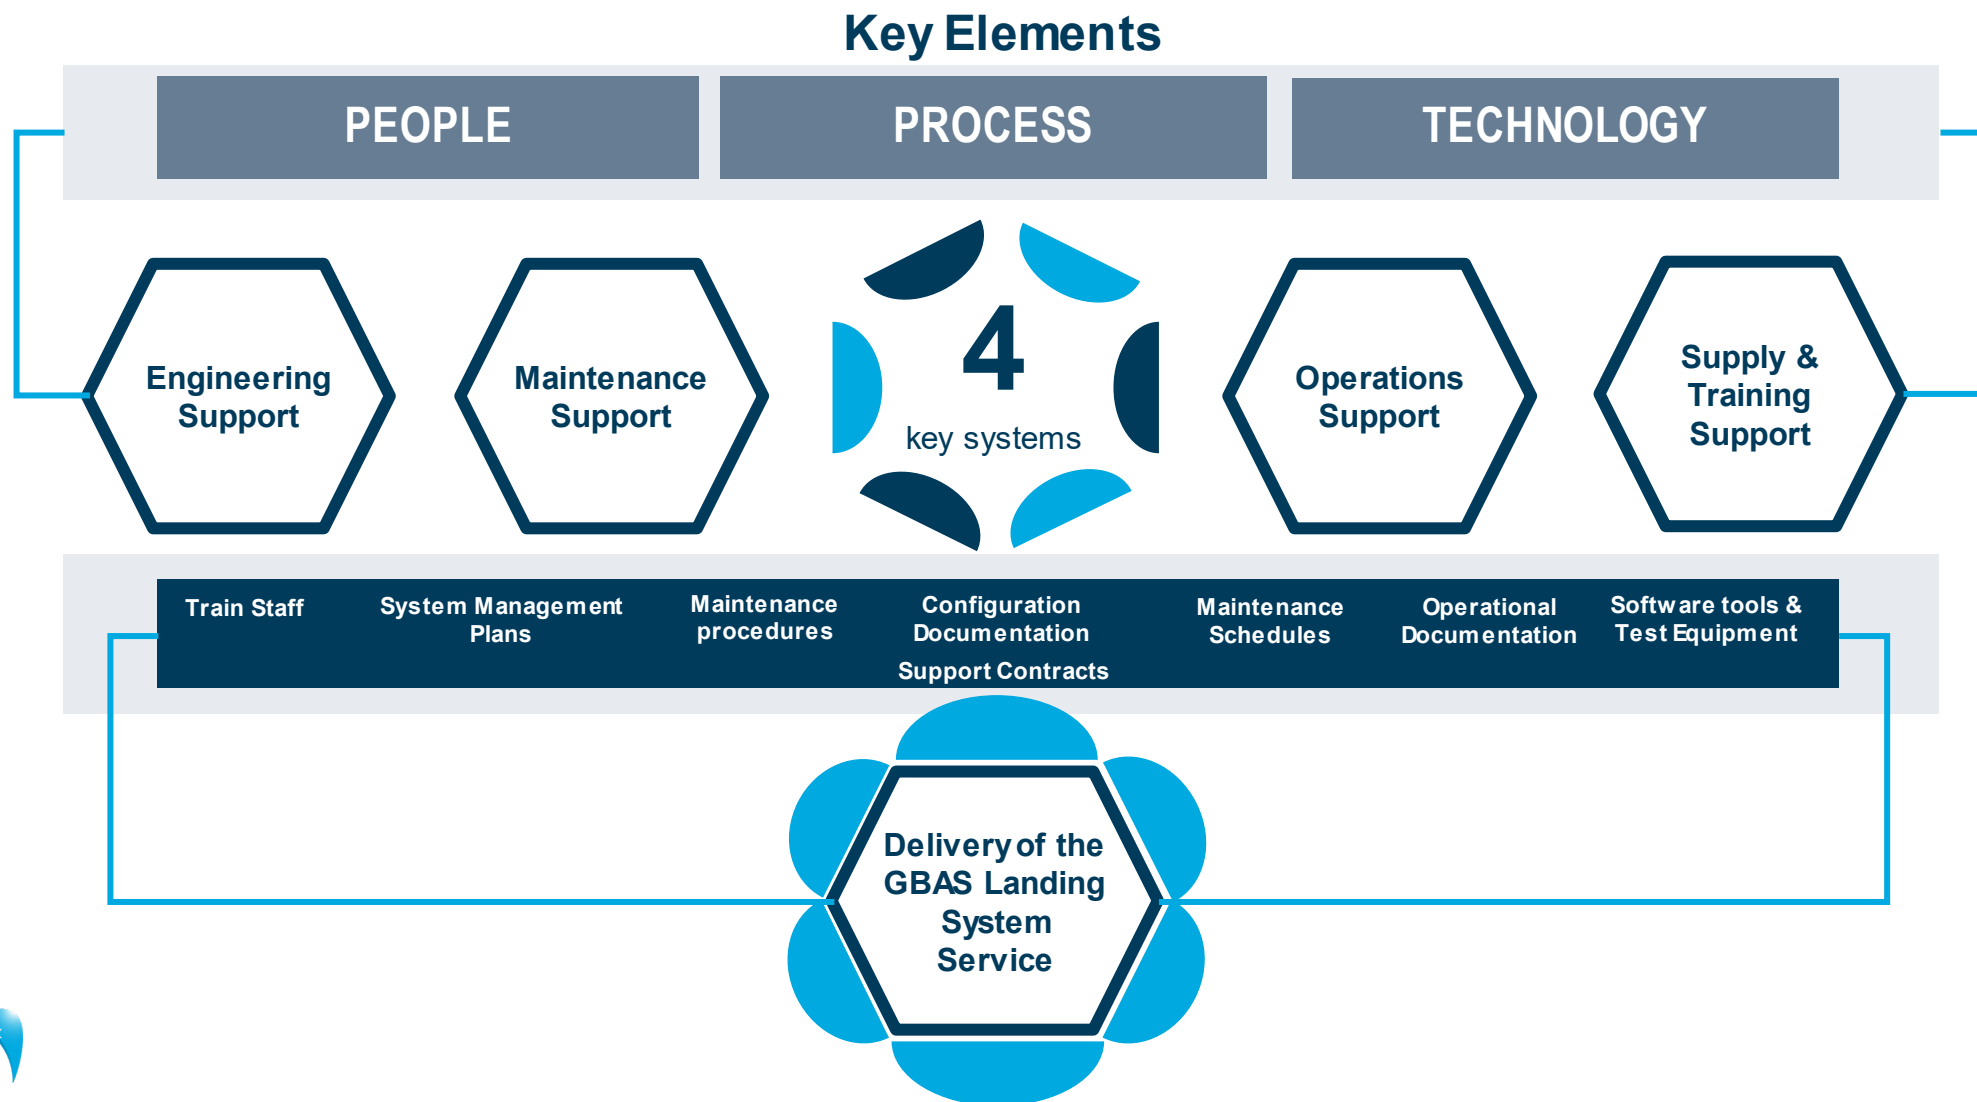 Key Elements
PEOPLE
PROCESS
TECHNOLOGY
Engineering
Support
Maintenance
Support
4
key systems
Operations
Support
Supply &
Training
Support
Train Staff
System Management
Plans
Maintenance
procedures
Configuration
Documentation
Support Contracts
Maintenance
Schedules
Operational
Documentation
Software tools &
Test Equipment
Delivery of the
GBAS Landing
System
Service